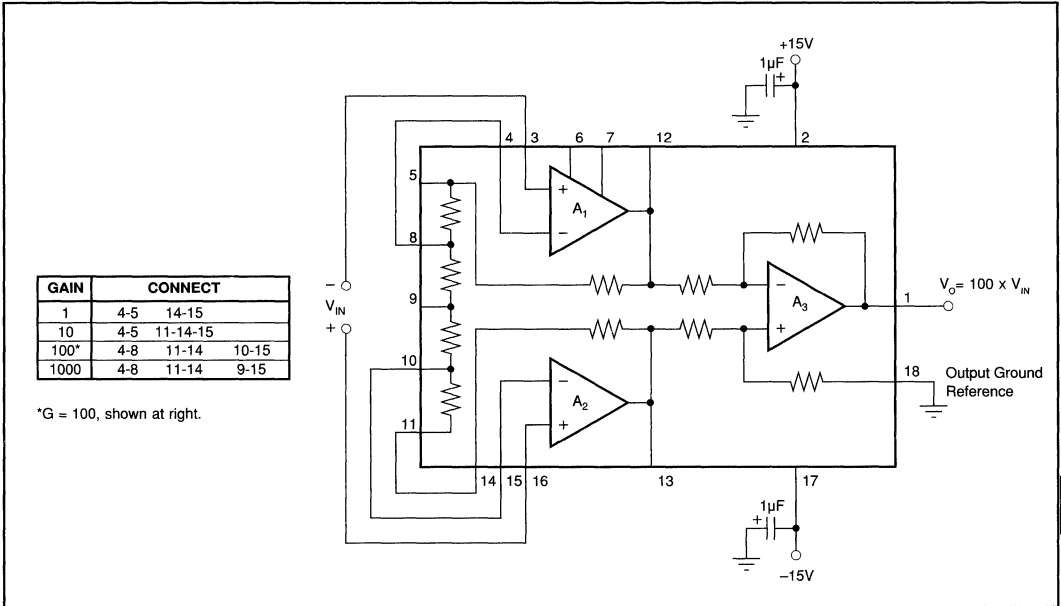 GAIN CONNECT
1 4-5 14-15
10 4-5 11-14-15
100* 4-8 11-14 10-15
1000 4-8 11-14 9-15
*G = 100, shown at right.
+15V
1µF
+
4 3 6 7 12 2
5
8
9
10
11
+
A1
−
−
VIN
+
−
A3
+
1
VO= 100 x VIN
18
Output Ground
Reference
−
A2
+
14 15 16 13 17
1µF
+
−15V